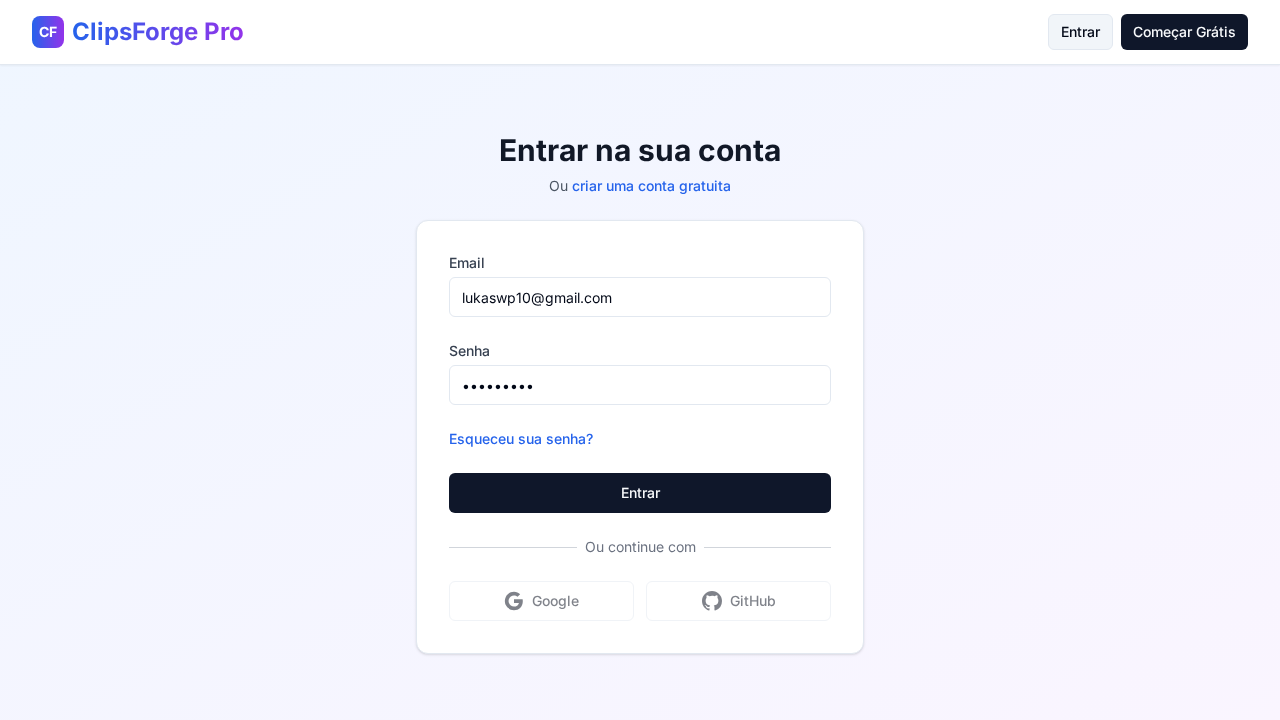 CF ClipsForge Pro
Entrar
Começar Grátis
Entrar na sua conta
Ou criar uma conta gratuita
Email
lukaswp10@gmail.com
Senha
•••••••••
Esqueceu sua senha?
Entrar
Ou continue com
Google
GitHub